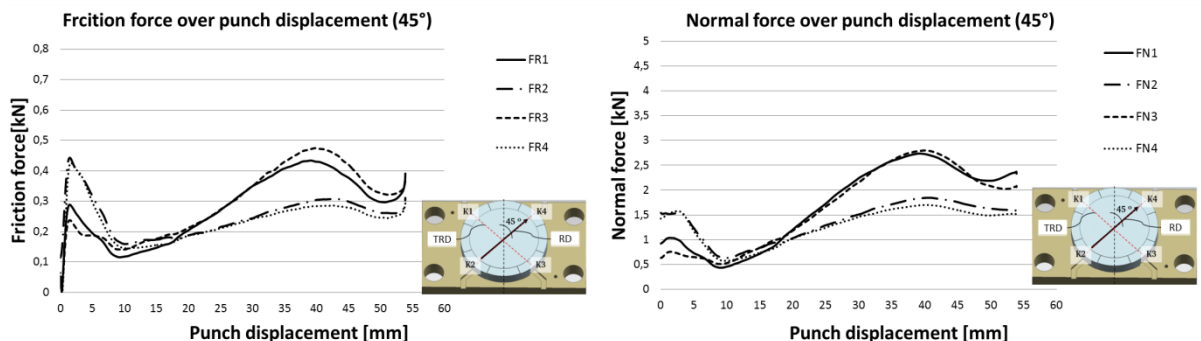 Frcition force over punch displacement (45°)
Friction force[kN]
0,8
0,7
0,6
0,5
0,4
0,3
0,2
0,1
0
0 5 10 15 20 25 30 35 40 45 50 55 60
Punch displacement [mm]
FR1
FR2
FR3
FR4
K1
45 °
K4
TRD
RD
K2
K3
Normal force over punch displacement (45°)
Normal force [kN]
5
4,5
4
3,5
3
2,5
2
1,5
1
0,5
0
0 5 10 15 20 25 30 35 40 45 50 55 60
Punch displacement [mm]
FN1
FN2
FN3
FN4
K1
45 °
K4
TRD
RD
K2
K3